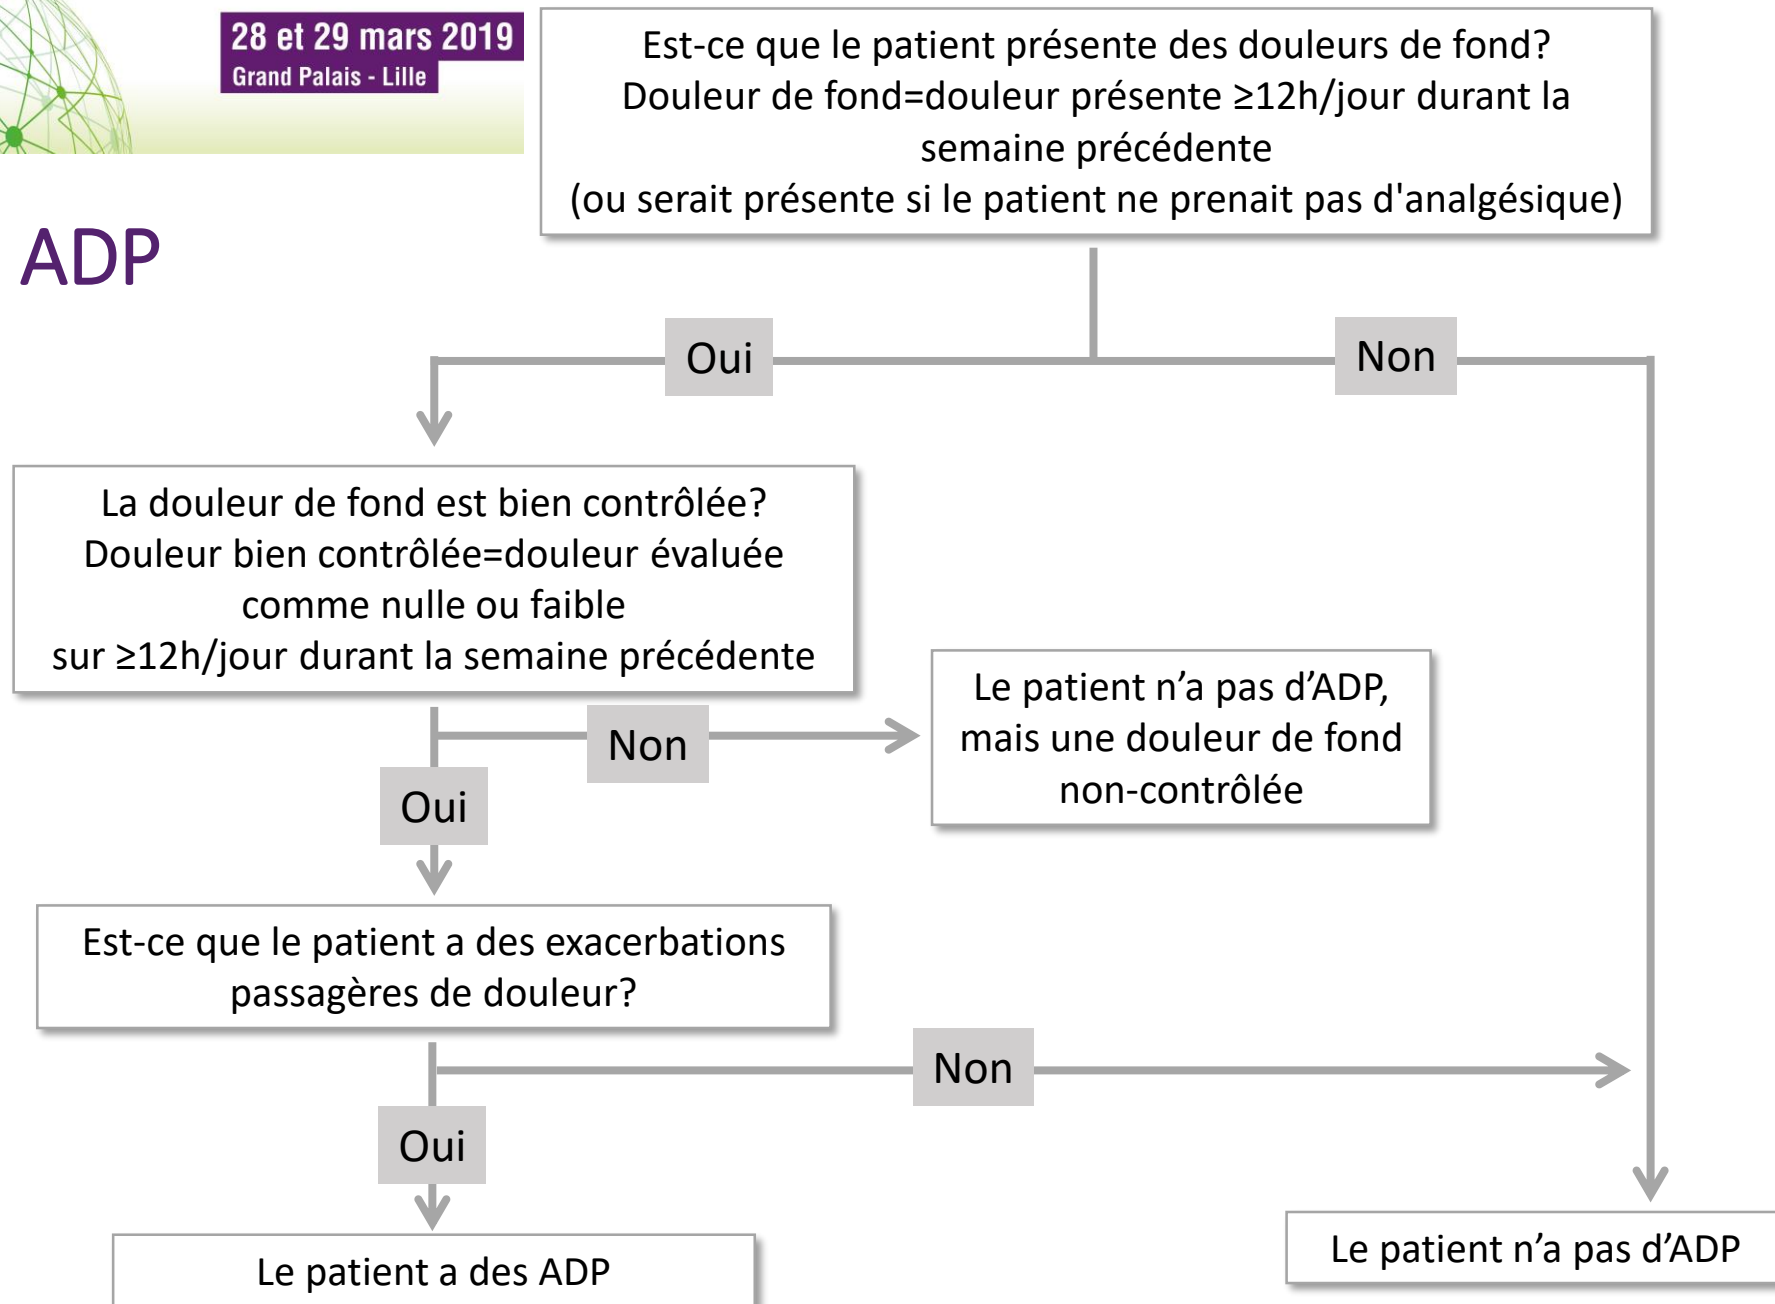 28 et 29 mars 2019
Grand Palais - Lille
ADP
Est-ce que le patient présente des douleurs de fond?
Douleur de fond=douleur présente ≥12h/jour durant la
semaine précédente
(ou serait présente si le patient ne prenait pas d'analgésique)
Oui
Non
La douleur de fond est bien contrôlée?
Douleur bien contrôlée=douleur évaluée
comme nulle ou faible
sur ≥12h/jour durant la semaine précédente
Non
Le patient n’a pas d’ADP,
mais une douleur de fond
non-contrôlée
Oui
Est-ce que le patient a des exacerbations
passagères de douleur?
Non
Oui
Le patient a des ADP
Le patient n’a pas d’ADP